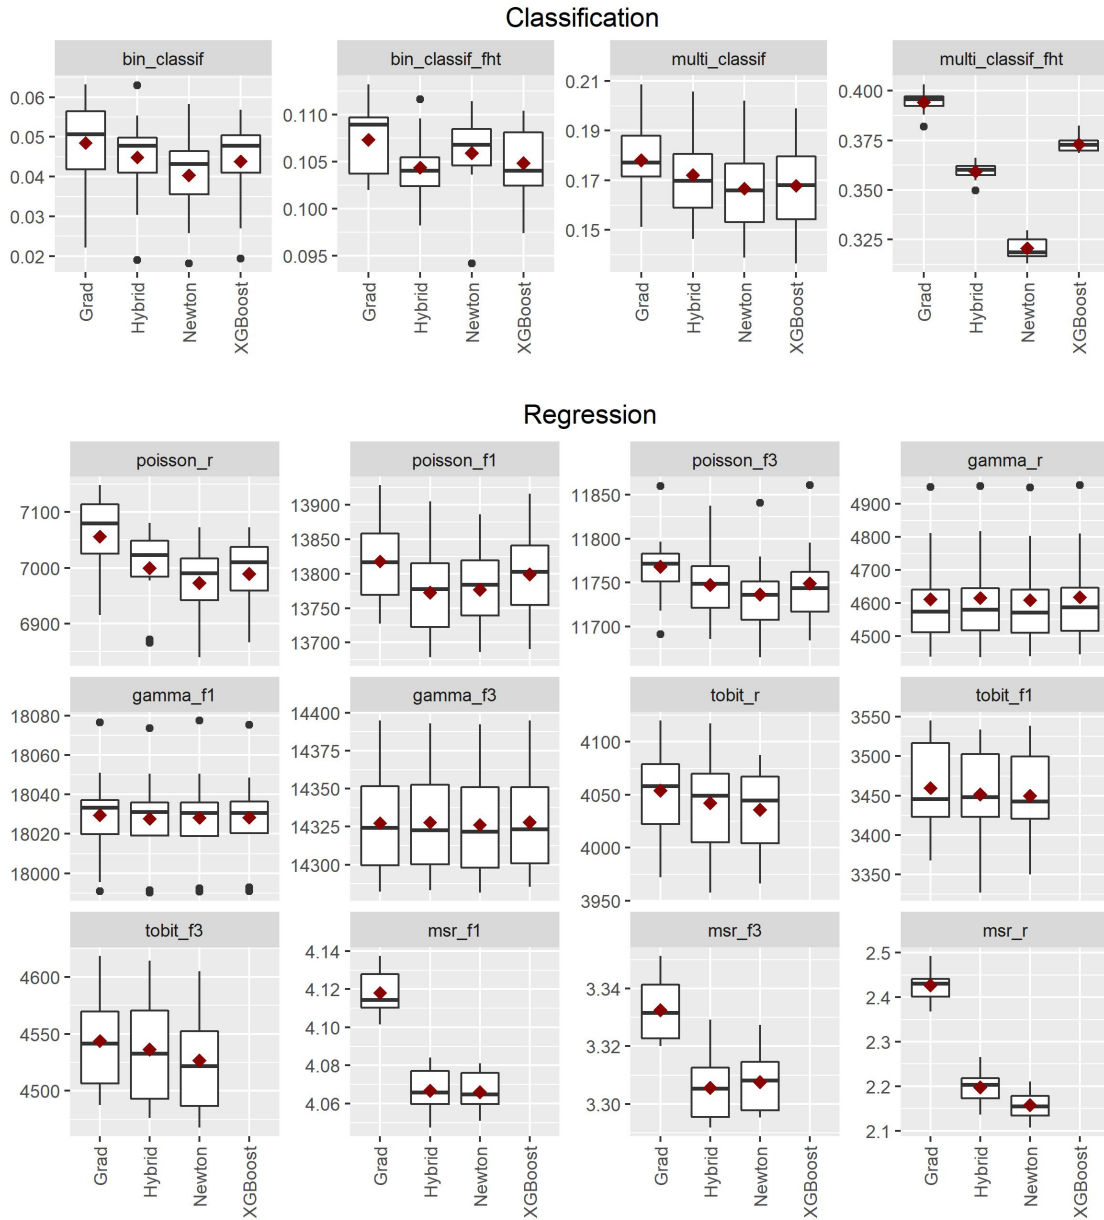 Classification
bin_classif
bin_classif_fht
multi_classif
multi_classif_fht
0.06
0.05
0.04
0.03
0.02
0.110
0.105
0.100
0.095
0.21
0.19
0.17
0.15
0.400
0.375
0.350
0.325
Grad
Hybrid
Newton
XGBoost
Grad
Hybrid
Newton
XGBoost
Grad
Hybrid
Newton
XGBoost
Grad
Hybrid
Newton
XGBoost
Regression
poisson_r
poisson_f1
poisson_f3
gamma_r
7100
7000
6900
13900
13800
13700
11850
11800
11750
11700
4900
4800
4700
4600
4500
gamma_f1
gamma_f3
tobit_r
tobit_f1
18080
18060
18040
18020
18000
14400
14375
14350
14325
14300
4100
4050
4000
3950
3550
3500
3450
3400
3350
tobit_f3
msr_f1
msr_f3
msr_r
4600
4550
4500
4.14
4.12
4.10
4.08
4.06
3.34
3.32
3.30
2.5
2.4
2.3
2.2
2.1
Grad
Hybrid
Newton
XGBoost
Grad
Hybrid
Newton
XGBoost
Grad
Hybrid
Newton
XGBoost
Grad
Hybrid
Newton
XGBoost